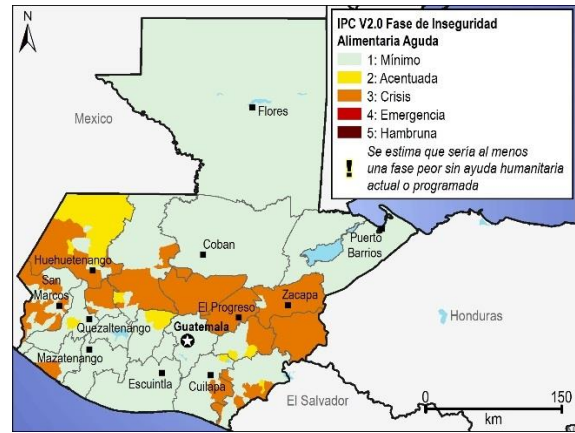 N
IPC V2.0 Fase de Inseguridad
Alimentaria Aguda
1: Mínimo
2: Acentuada
3: Crisis
4: Emergencia
5: Hambruna
! Se estima que sería al menos
una fase peor sin ayuda humanitaria
actual o programada
Mexico
Flores
Coban
Puerto
Barrios
Huehuetenango
San
Marcos
El Progreso
Zacapa
Quezaltenango
Guatemala
Honduras
Mazatenango
Escuintla
Cuilapa
El Salvador
0 150
km